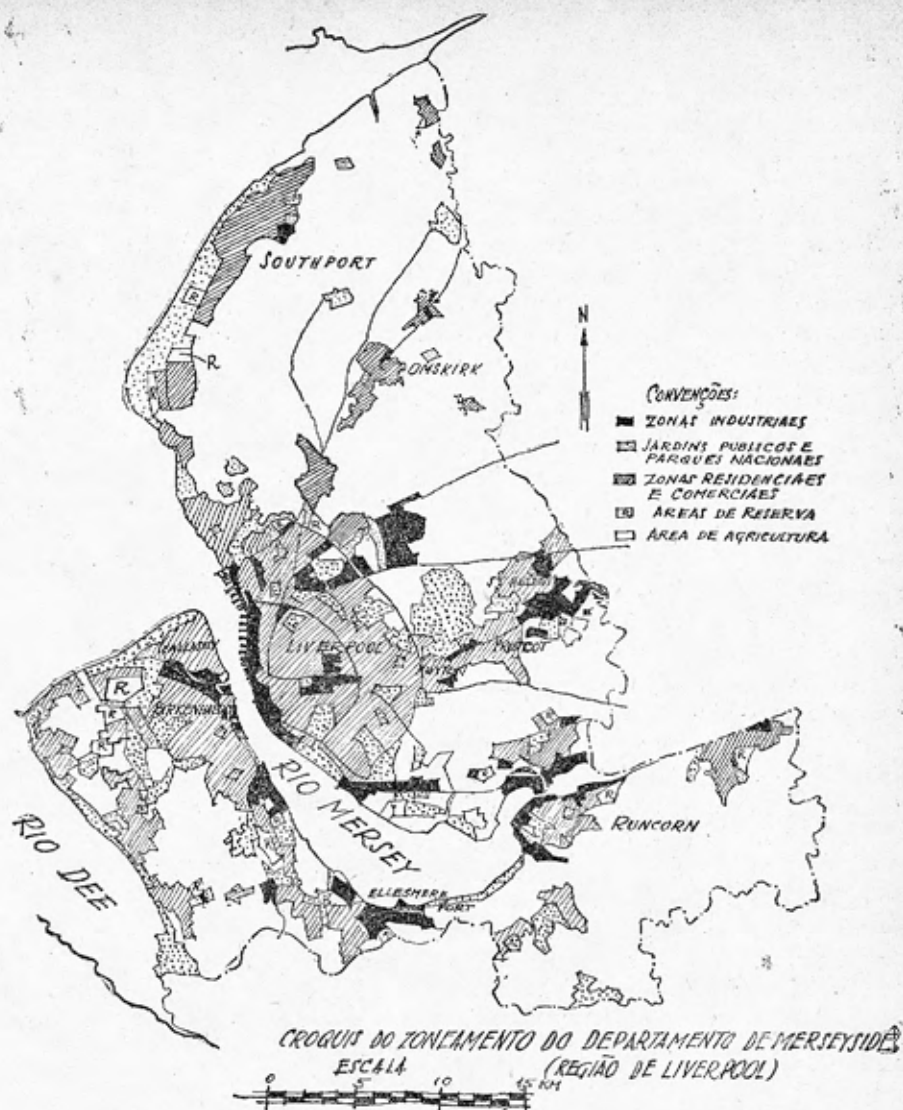 SOUTHPORT
R
R
OMSKIRK
N
CONVENÇÕES:
ZONAS INDUSTRIAES
JARDINS PUBLICOS E
PARQUES NACIONAES
ZONAS RESIDENCIAES
E COMERCIAES
R AREAS DE RESERVA
AREA DE AGRICULTURA
LIVERPOOL
PRESCOT
R
BIRKENHEAD
RIO MERSEY
RIO DEE
R
RUNCORN
ELLESMERE
PORT
CROQUIS DO ZONEAMENTO DO DEPARTAMENTO DE MERSEYSIDE
ESCALA
(REGIÃO DE LIVERPOOL)
0 5 10 15 KM